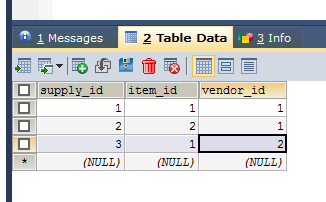 1 Messages 2 Table Data 3 Info
supply_id item_id vendor_id
1 1 1
2 2 1
3 1 2
* (NULL) (NULL) (NULL)